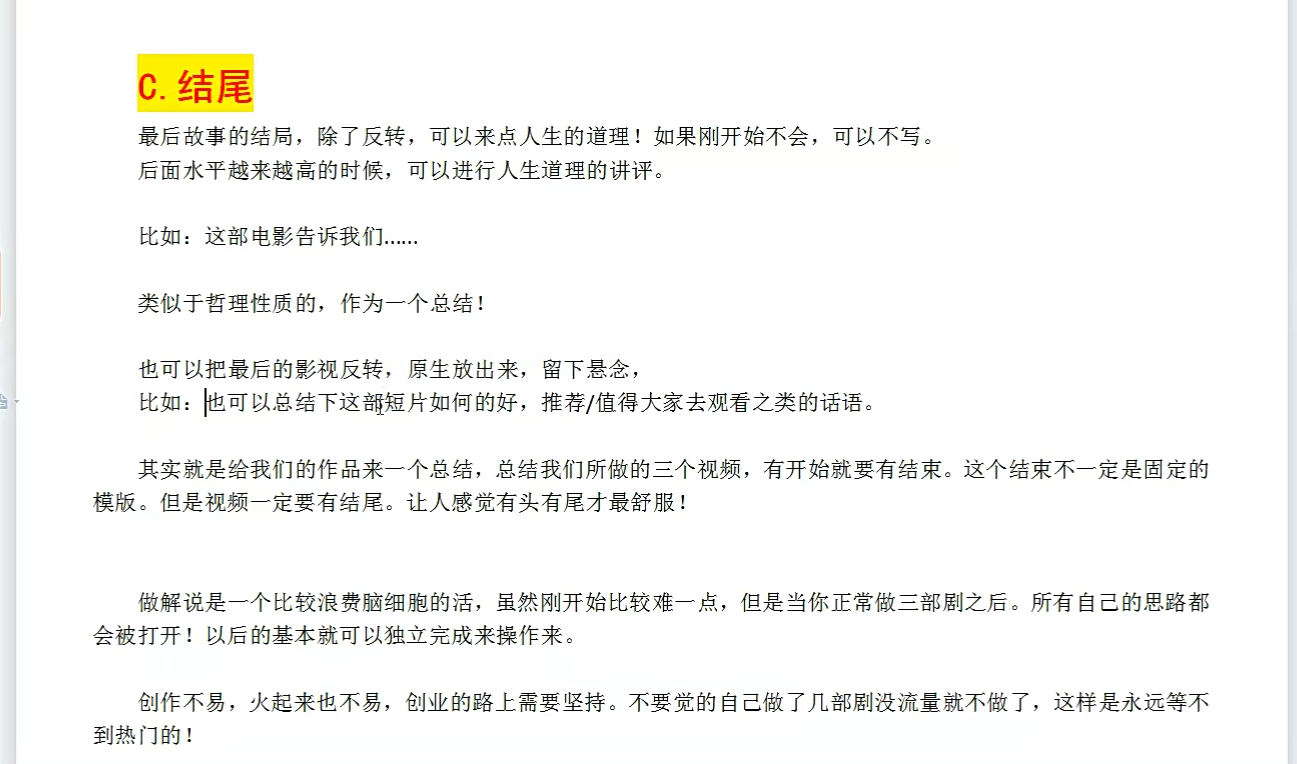 C.结尾
最后故事的结局，除了反转，可以来点人生的道理！如果刚开始不会，可以不写。
后面水平越来越高的时候，可以进行人生道理的讲评。
比如：这部电影告诉我们……
类似于哲理性质的，作为一个总结！
也可以把最后的影视反转，原生放出来，留下悬念，
比如：也可以总结下这部短片如何的好，推荐/值得大家去观看之类的话语。
其实就是给我们的作品来一个总结，总结我们所做的三个视频，有开始就要有结束。这个结束不一定是固定的
模版。但是视频一定要有结尾。让人感觉有头有尾才最舒服！
做解说是一个比较浪费脑细胞的活，虽然刚开始比较难一点，但是当你正常做三部剧之后。所有自己的思路都
会被打开！以后的基本就可以独立完成来操作来。
创作不易，火起来也不易，创业的路上需要坚持。不要觉的自己做了几部剧没流量就不做了，这样是永远等不
到热门的！